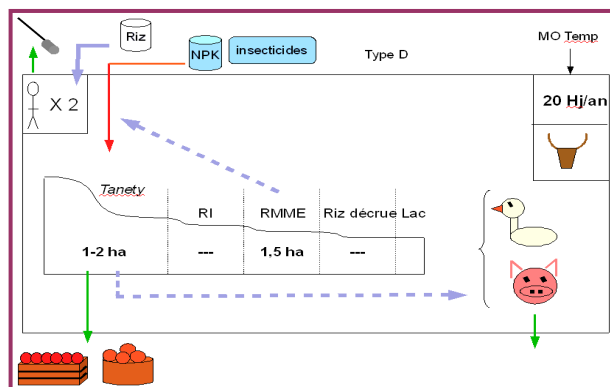 Riz
NPK
insecticides
Type D
MO Temp
X 2
20 Hj/an
Tanety
RI
RMME
Riz décrue
Lac
1-2 ha
---
1,5 ha
---